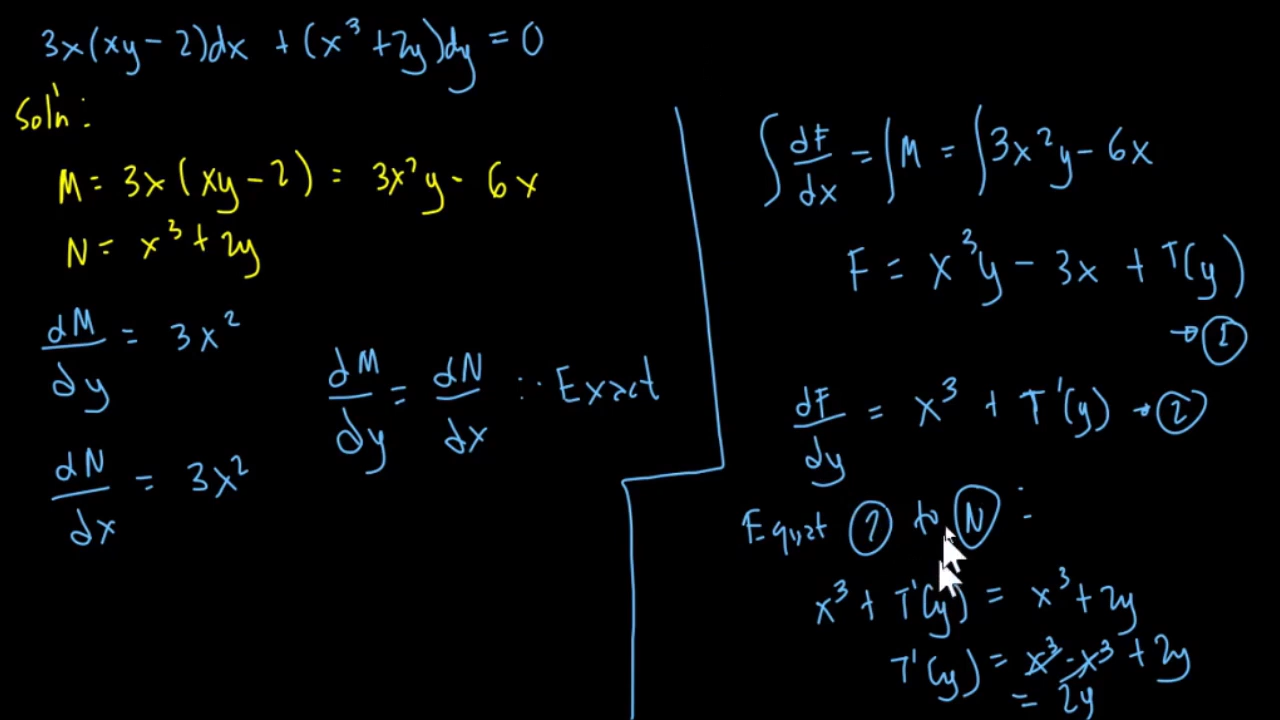 3x(xy-2)dx + (x³+2y)dy = 0
Sol'n:
M = 3x(xy-2) = 3x²y - 6x
N = x³ + 2y
dM/dy = 3x²
dM/dy = dN/dx ∴ Exact
dN/dx = 3x²
∫ dF/dx = ∫ M = ∫ 3x²y - 6x
F = x³y - 3x + T(y)
→ ①
dF/dy = x³ + T'(y) → ②
Equat ② to Ⓝ :
x³ + T'(y) = x³ + 2y
T'(y) = x³ - x³ + 2y
= 2y